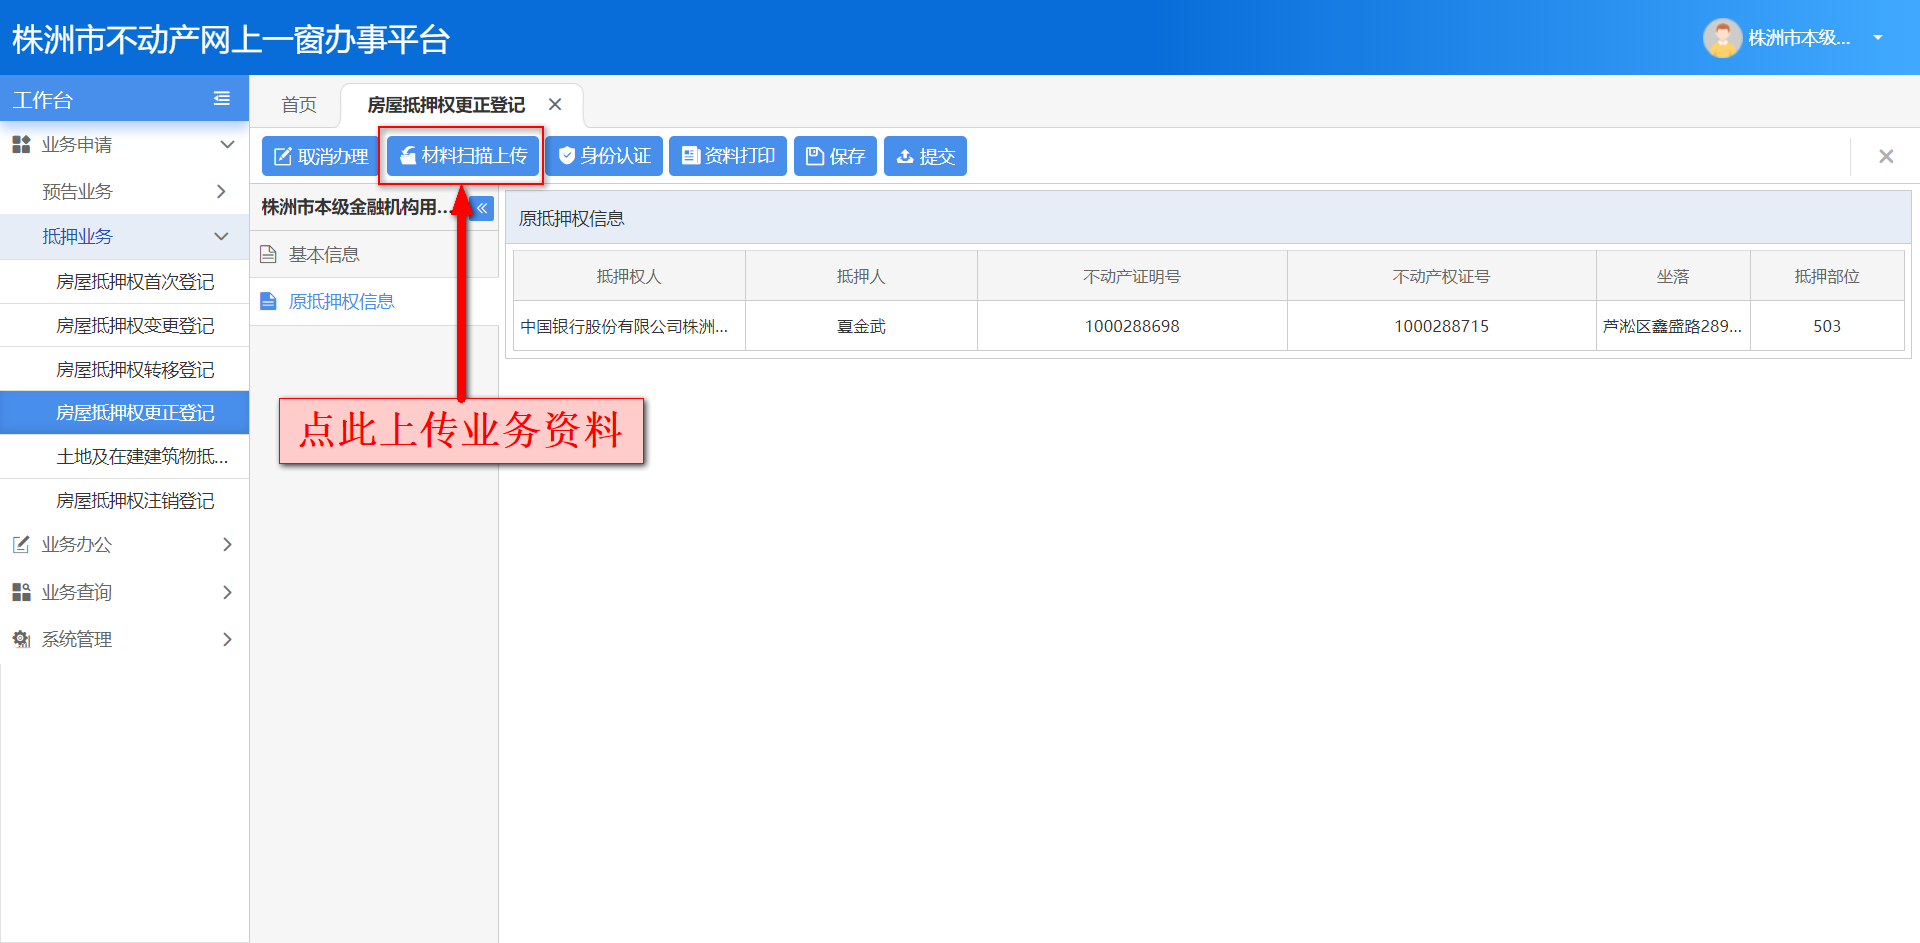 株洲市不动产网上一窗办事平台
株洲市本级...
工作台
首页
房屋抵押权更正登记
业务申请
预告业务
抵押业务
房屋抵押权首次登记
房屋抵押权变更登记
房屋抵押权转移登记
房屋抵押权更正登记
土地及在建建筑物抵...
房屋抵押权注销登记
业务办公
业务查询
系统管理
取消办理
材料扫描上传
身份认证
资料打印
保存
提交
株洲市本级金融机构用...
基本信息
原抵押权信息
点此上传业务资料
原抵押权信息
抵押权人 抵押人 不动产证明号 不动产权证号 坐落 抵押部位
中国银行股份有限公司株洲... 夏金武 1000288698 1000288715 芦淞区鑫盛路289... 503